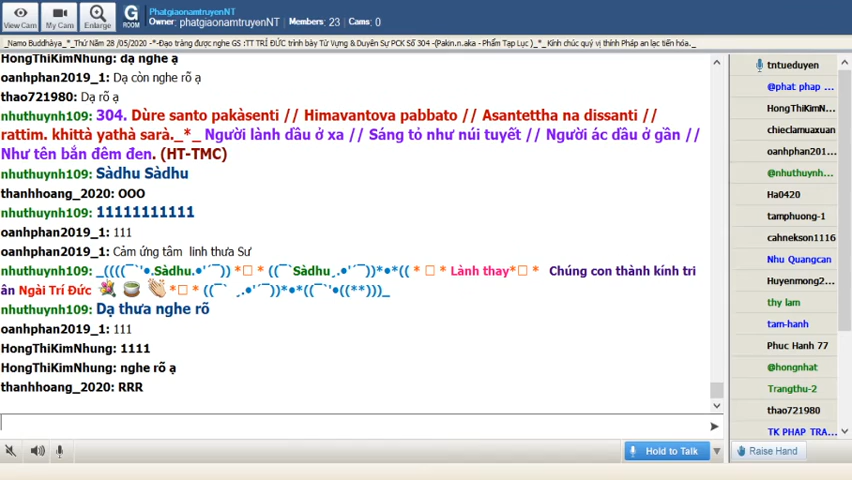 View Cam
My Cam
Enlarge
G ROOM
PhatgiaonamtruyenNT
Owner: phatgiaonamtruyenNT Members: 23 Cams: 0
_Namo Buddhàya_*_Thứ Năm 28 /05/2020 -*-Đạo tràng được nghe GS :TT TRÍ ĐỨC trình bày Từ Vựng & Duyên Sự PCK Số 304 -(Pakin.n.aka - Phẩm Tạp Lục )_*_Kính chúc quý vị thính Pháp an lạc tiến hóa._
HongThiKimNhung: dạ nghe ạ
oanhphan2019_1: Dạ còn nghe rõ ạ
thao721980: Dạ rõ ạ
nhuthuynh109: 304. Dùre santo pakàsenti // Himavantova pabbato // Asantettha na dissanti //
rattim. khittà yathà sarà._*_ Người lành dầu ở xa // Sáng tỏ như núi tuyết // Người ác dầu ở gần //
Như tên bắn đêm đen. (HT-TMC)
nhuthuynh109: Sàdhu Sàdhu
thanhhoang_2020: OOO
nhuthuynh109: 11111111111
oanhphan2019_1: 111
oanhphan2019_1: Cảm ứng tâm linh thưa Sư
nhuthuynh109: _((((¯`'•.Sàdhu.•'´¯)) *□ * ((¯`Sàdhu¸.•'´¯))*•*(( * □ * Lành thay*□ * Chúng con thành kính tri
ân Ngài Trí Đức *□ * ((¯` ¸.•'´¯))*•*((¯`'•((**)))_
nhuthuynh109: Dạ thưa nghe rõ
oanhphan2019_1: 111
HongThiKimNhung: 1111
HongThiKimNhung: nghe rõ ạ
thanhhoang_2020: RRR
tntueduyen
@phat phap ...
HongThiKimN...
chieclamuaxuan
oanhphan201...
@nhuthuynh...
Ha0420
tamphuong-1
cahnekson1116
Nhu Quangcan
Huyenmong2...
thy lam
tam-hanh
Phuc Hanh 77
@hongnhat
Trangthu-2
thao721980
TK PHAP TRA...
Hold to Talk
Raise Hand